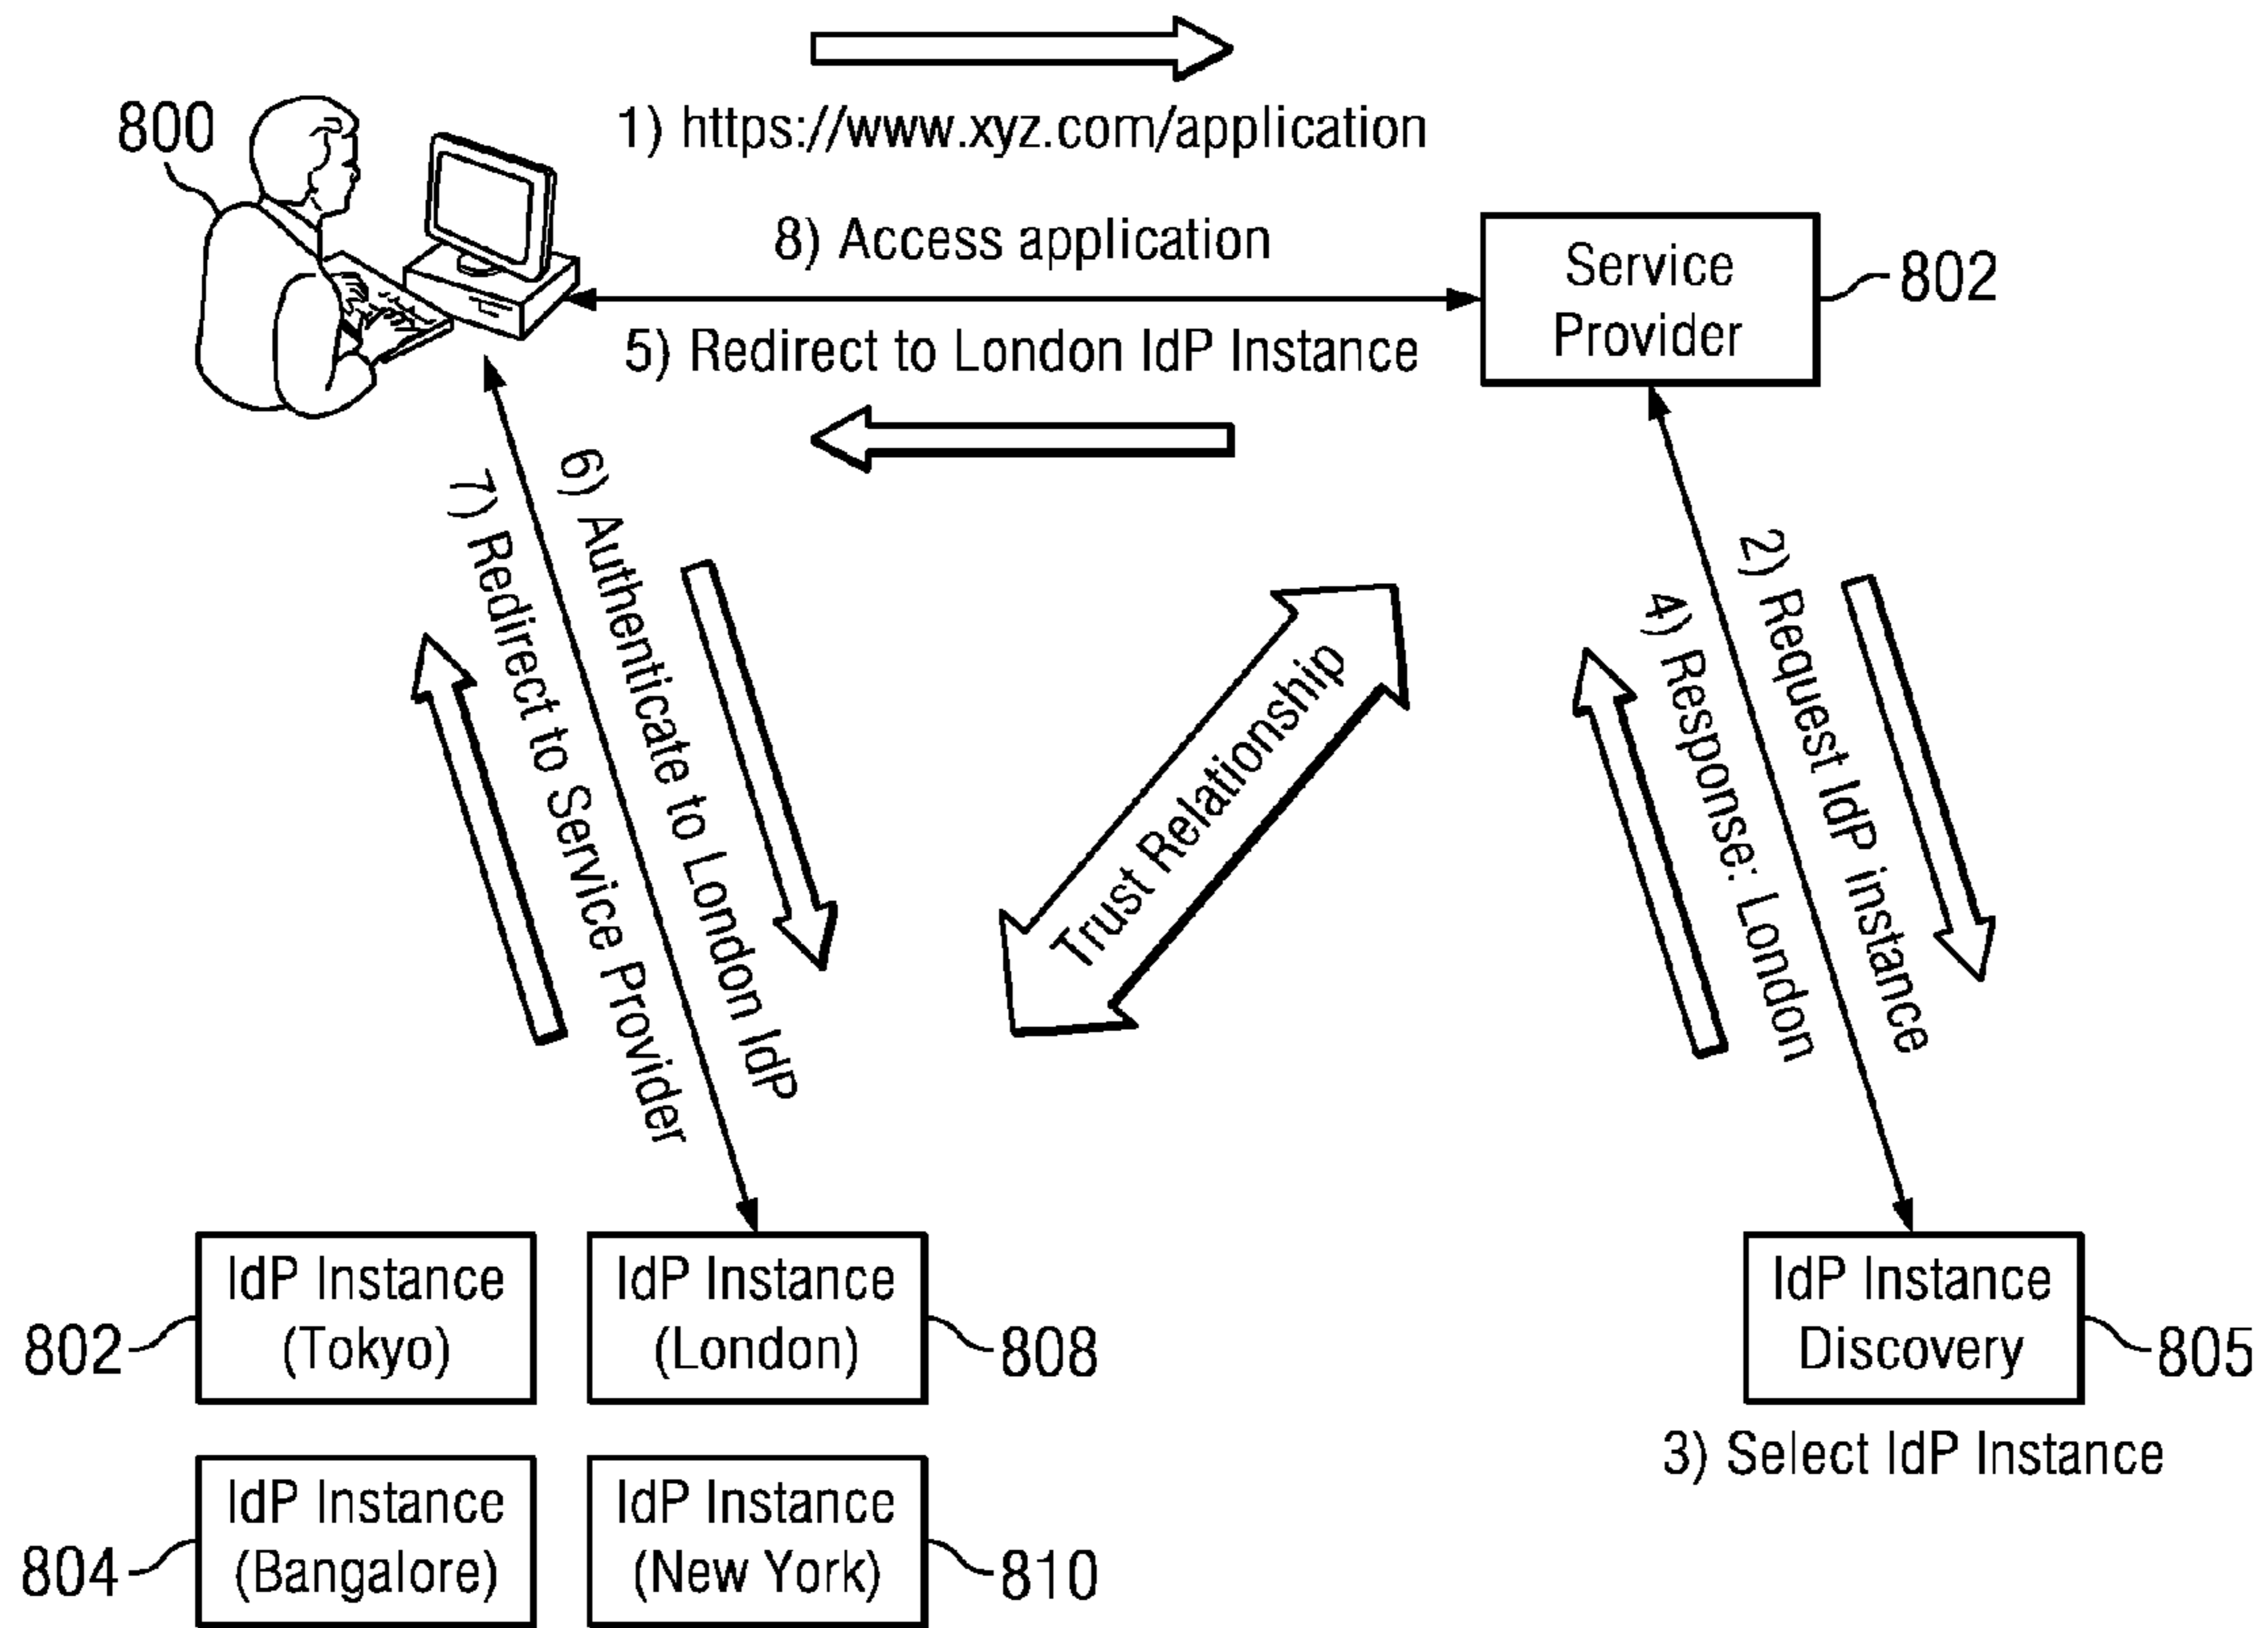 800
1) https://www.xyz.com/application
8) Access application
5) Redirect to London IdP Instance
Service
Provider
802
7) Redirect to Service Provider
6) Authenticate to London IdP
Trust Relationship
4) Response: London
2) Request IdP instance
IdP Instance
(Tokyo)
802
IdP Instance
(London)
808
IdP Instance
Discovery
805
3) Select IdP Instance
IdP Instance
(Bangalore)
804
IdP Instance
(New York)
810